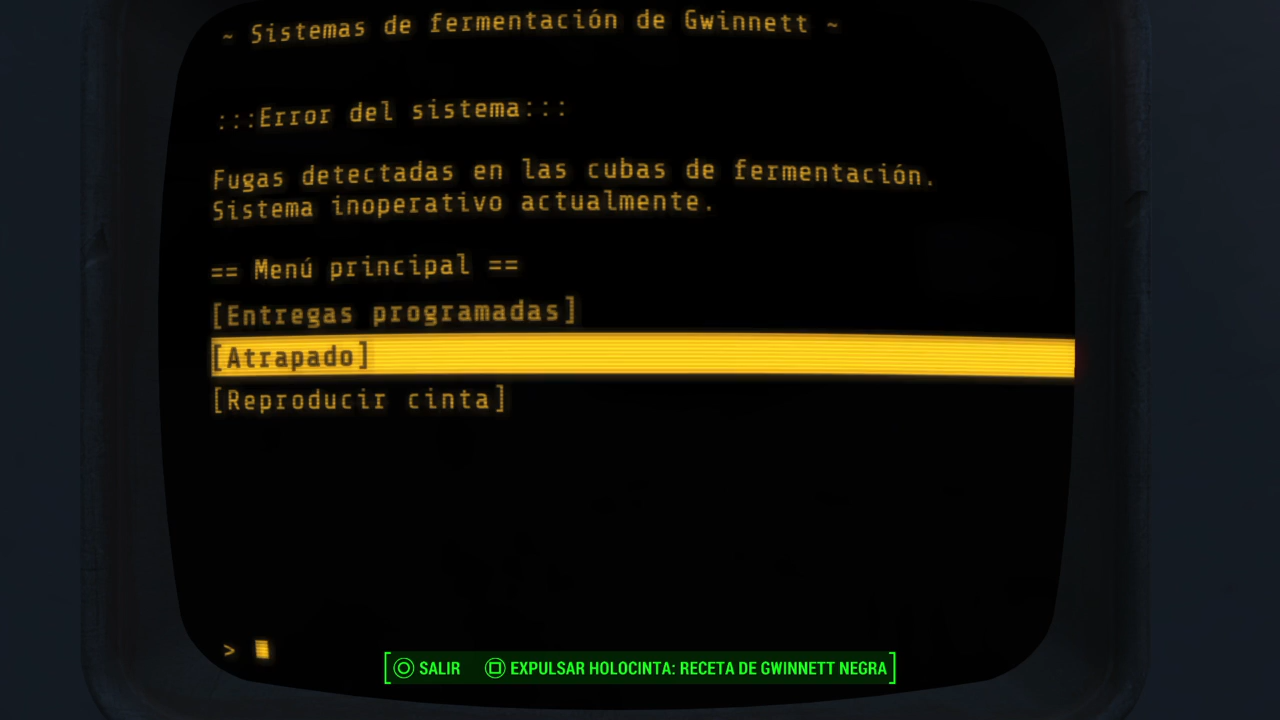 ~ Sistemas de fermentación de Gwinnett ~
:::Error del sistema:::
Fugas detectadas en las cubas de fermentación.
Sistema inoperativo actualmente.
== Menú principal ==
[Entregas programadas]
[Atrapado]
[Reproducir cinta]
>
SALIR EXPULSAR HOLOCINTA: RECETA DE GWINNETT NEGRA